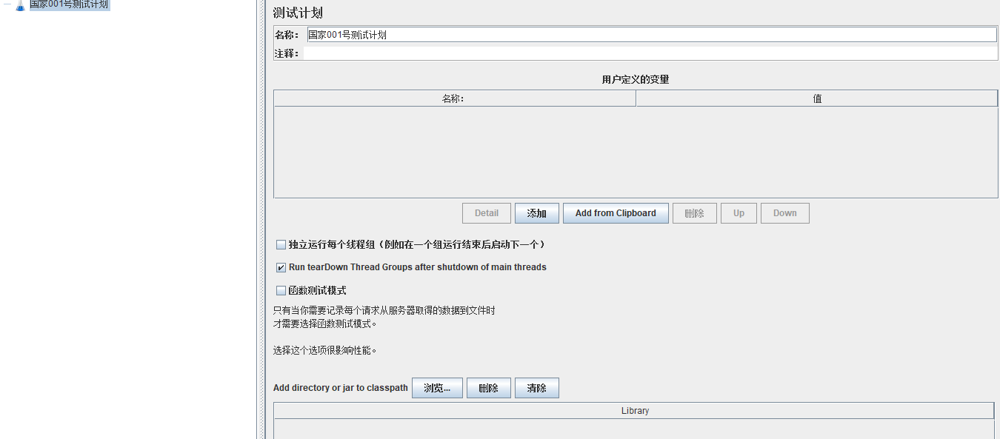 国家001号测试计划
测试计划
名称： 国家001号测试计划
注释：
用户定义的变量
名称： 值
Detail 添加 Add from Clipboard 删除 Up Down
独立运行每个线程组（例如在一个组运行结束后启动下一个）
Run tearDown Thread Groups after shutdown of main threads
函数测试模式
只有当你需要记录每个请求从服务器取得的数据到文件时
才需要选择函数测试模式。
选择这个选项很影响性能。
Add directory or jar to classpath 浏览... 删除 清除
Library